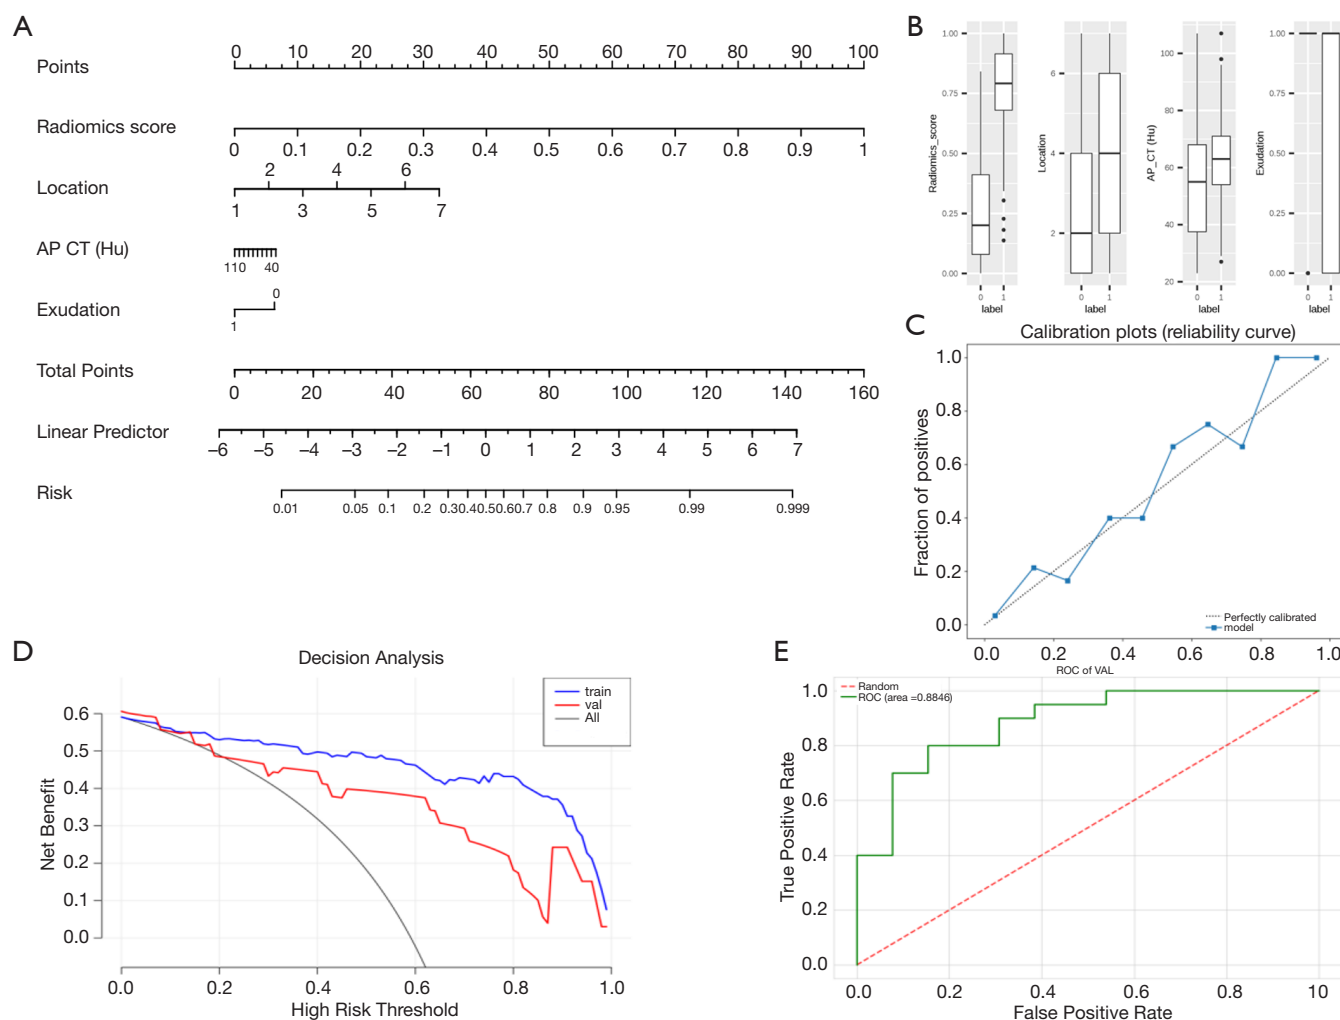 A
Points
0 10 20 30 40 50 60 70 80 90 100
Radiomics score
0 0.1 0.2 0.3 0.4 0.5 0.6 0.7 0.8 0.9 1
2 4 6
Location
1 3 5 7
AP CT (Hu)
110 40
0
Exudation
1
Total Points
0 20 40 60 80 100 120 140 160
Linear Predictor
−6 −5 −4 −3 −2 −1 0 1 2 3 4 5 6 7
Risk
0.01 0.05 0.1 0.2 0.30 0.40 0.50 0.60 0.7 0.8 0.9 0.95 0.99 0.999
B
Radiomics_score
1.00
0.75
0.50
0.25
0.00
0 1
label
Location
6
4
2
0 1
label
AP_CT (Hu)
100
80
60
40
20
0 1
label
Exudation
1.00
0.75
0.50
0.25
0.00
0 1
label
C
Calibration plots (reliability curve)
Fraction of positives
1.0
0.8
0.6
0.4
0.2
0.0
Perfectly calibrated
model
0.0 0.2 0.4 0.6 0.8 1.0
D
Decision Analysis
train
val
All
Net Benefit
0.6
0.5
0.4
0.3
0.2
0.1
0.0
0.0 0.2 0.4 0.6 0.8 1.0
High Risk Threshold
E
ROC of VAL
Random
ROC (area =0.8846)
True Positive Rate
1.0
0.8
0.6
0.4
0.2
0.0
0.0 0.2 0.4 0.6 0.8 10
False Positive Rate